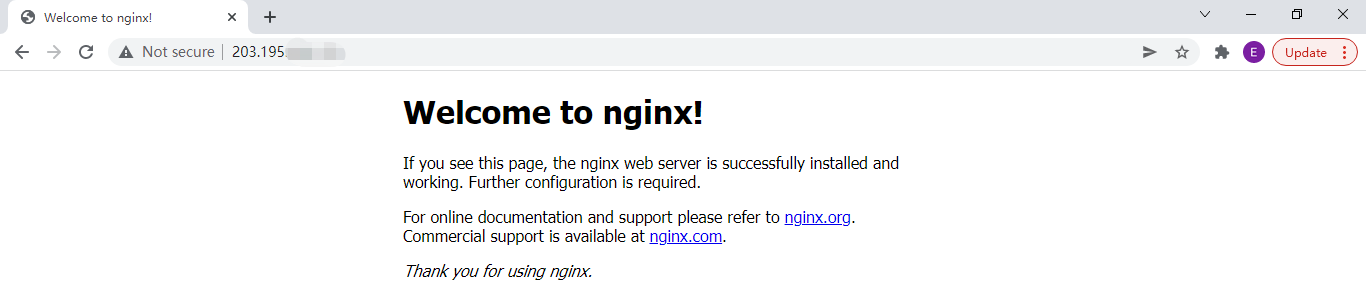 Welcome to nginx!
Not secure
203.195
E
Update
Welcome to nginx!
If you see this page, the nginx web server is successfully installed and
working. Further configuration is required.
For online documentation and support please refer to nginx.org.
Commercial support is available at nginx.com.
Thank you for using nginx.